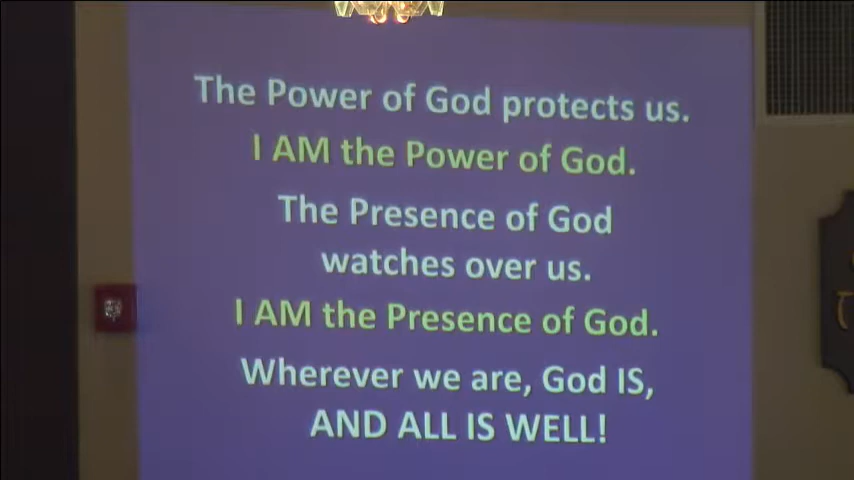 The Power of God protects us.
I AM the Power of God.
The Presence of God
watches over us.
I AM the Presence of God.
Wherever we are, God IS,
AND ALL IS WELL!